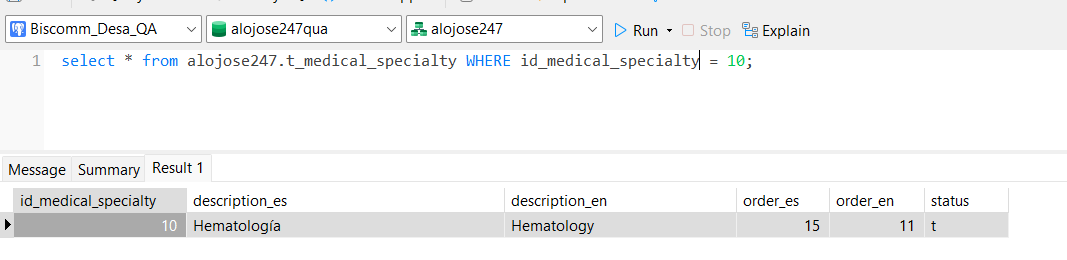 Biscomm_Desa_QA alojose247qua alojose247 Run Stop Explain
1 select * from alojose247.t_medical_specialty WHERE id_medical_specialty = 10;
Message Summary Result 1
id_medical_specialty description_es description_en order_es order_en status
10 Hematología Hematology 15 11 t